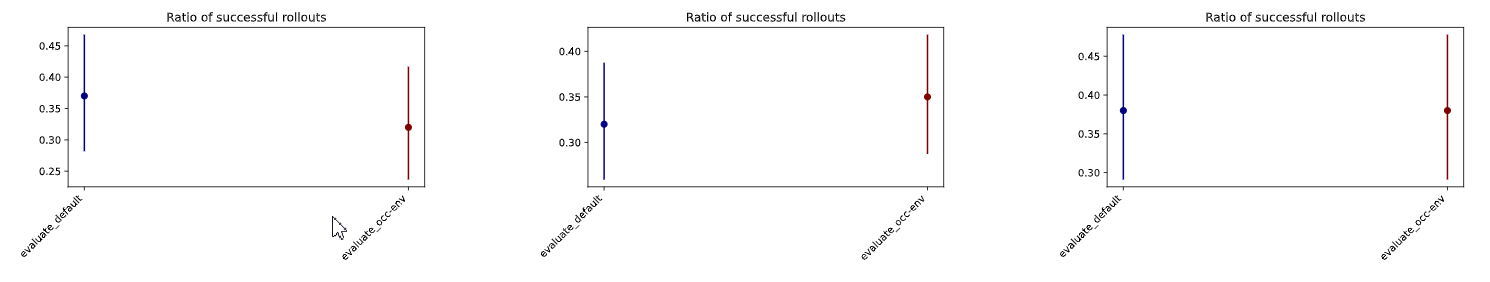 Ratio of successful rollouts
0.45
0.40
0.35
0.30
0.25
evaluate_default
evaluate_occ-env
Ratio of successful rollouts
0.40
0.35
0.30
evaluate_default
evaluate_occ-env
Ratio of successful rollouts
0.45
0.40
0.35
0.30
evaluate_default
evaluate_occ-env